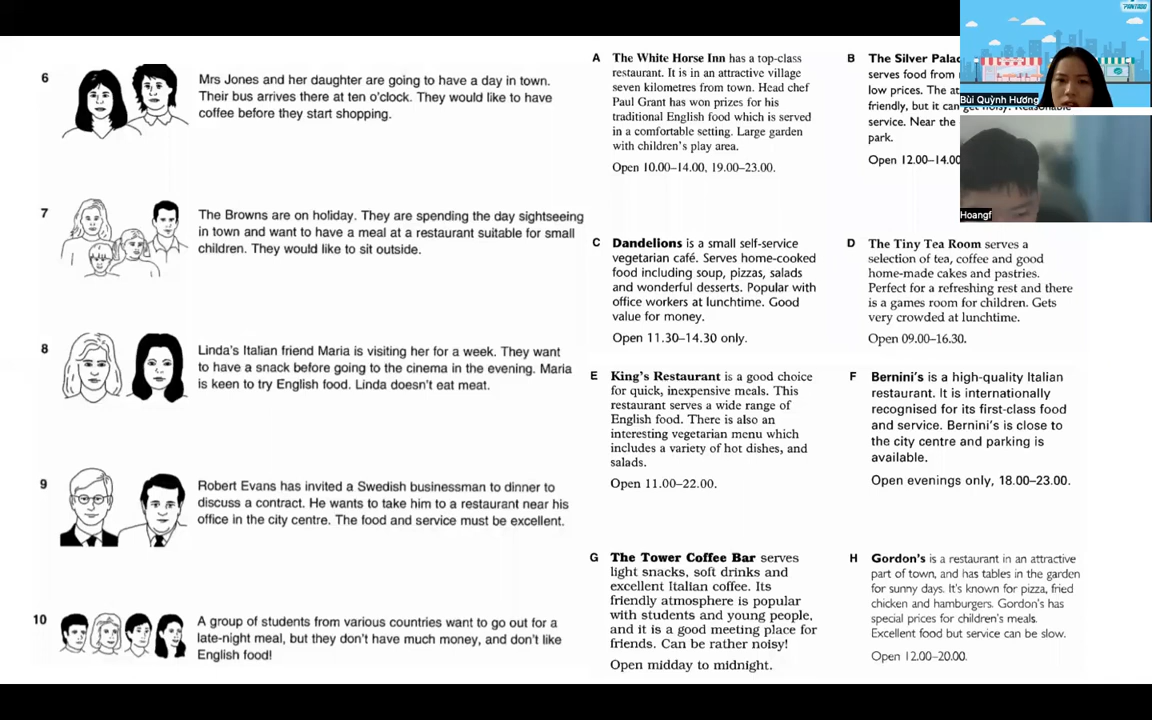 6
Mrs Jones and her daughter are going to have a day in town.
Their bus arrives there at ten o'clock. They would like to have
coffee before they start shopping.
7
The Browns are on holiday. They are spending the day sightseeing
in town and want to have a meal at a restaurant suitable for small
children. They would like to sit outside.
8
Linda's Italian friend Maria is visiting her for a week. They want
to have a snack before going to the cinema in the evening. Maria
is keen to try English food. Linda doesn't eat meat.
9
Robert Evans has invited a Swedish businessman to dinner to
discuss a contract. He wants to take him to a restaurant near his
office in the city centre. The food and service must be excellent.
10
A group of students from various countries want to go out for a
late-night meal, but they don't have much money, and don't like
English food!
A The White Horse Inn has a top-class
restaurant. It is in an attractive village
seven kilometres from town. Head chef
Paul Grant has won prizes for his
traditional English food which is served
in a comfortable setting. Large garden
with children's play area.
Open 10.00–14.00, 19.00–23.00.
B The Silver
serves food from
low prices. The
friendly, but it can
service. Near the
park.
Open 12.00–14.00
C Dandelions is a small self-service
vegetarian café. Serves home-cooked
food including soup, pizzas, salads
and wonderful desserts. Popular with
office workers at lunchtime. Good
value for money.
Open 11.30–14.30 only.
D The Tiny Tea Room serves a
selection of tea, coffee and good
home-made cakes and pastries.
Perfect for a refreshing rest and there
is a games room for children. Gets
very crowded at lunchtime.
Open 09.00–16.30.
E King's Restaurant is a good choice
for quick, inexpensive meals. This
restaurant serves a wide range of
English food. There is also an
interesting vegetarian menu which
includes a variety of hot dishes, and
salads.
Open 11.00–22.00.
F Bernini's is a high-quality Italian
restaurant. It is internationally
recognised for its first-class food
and service. Bernini's is close to
the city centre and parking is
available.
Open evenings only, 18.00–23.00.
G The Tower Coffee Bar serves
light snacks, soft drinks and
excellent Italian coffee. Its
friendly atmosphere is popular
with students and young people,
and it is a good meeting place for
friends. Can be rather noisy!
Open midday to midnight.
H Gordon's is a restaurant in an attractive
part of town, and has tables in the garden
for sunny days. It's known for pizza, fried
chicken and hamburgers. Gordon's has
special prices for children's meals.
Excellent food but service can be slow.
Open 12.00–20.00.
PANTADO
Bùi Quỳnh Hương
Hoangf